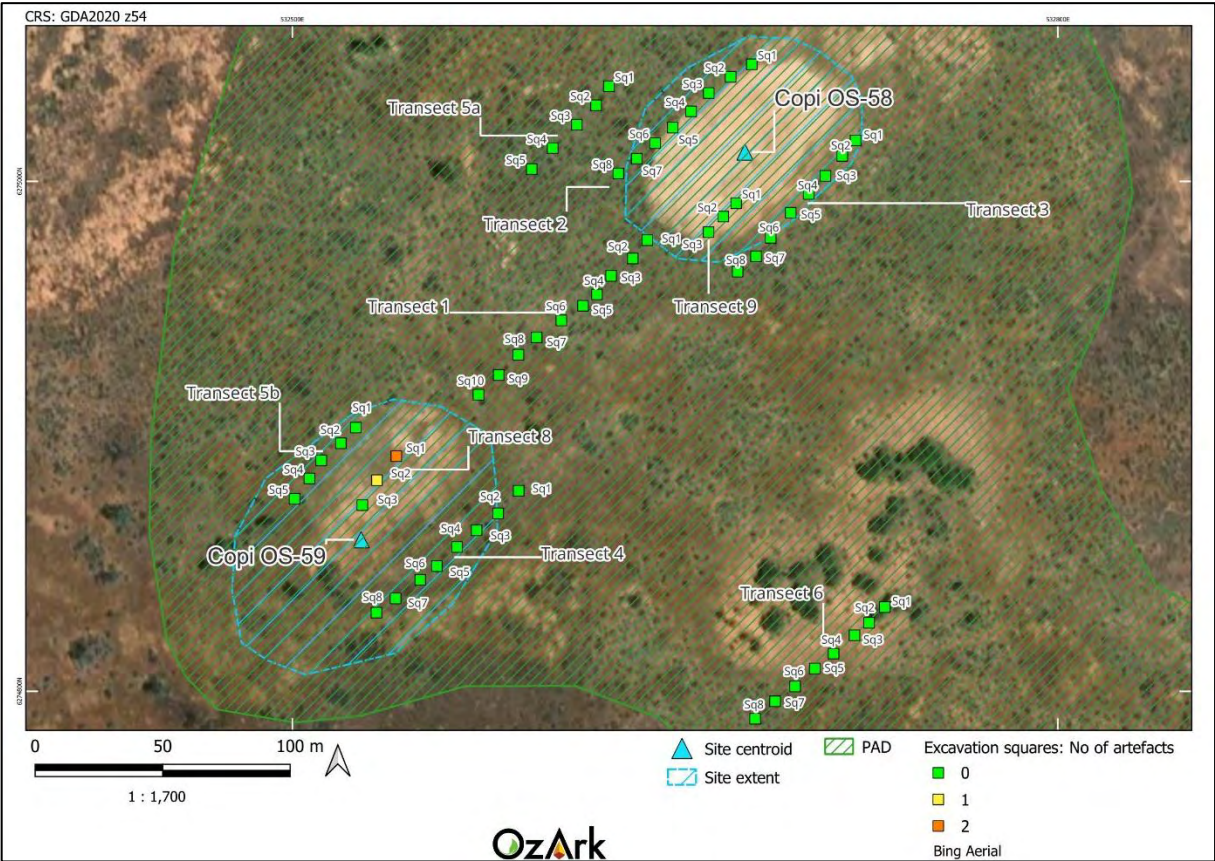 CRS: GDA2020 z54
Sq1
Sq2
Sq3
Sq4
Sq5
Transect 5a
Sq1
Sq2
Sq3
Sq4
Sq5
Sq6
Sq7
Sq8
Transect 2
Copi OS-58
Sq1
Sq2
Sq3
Sq4
Sq5
Sq6
Sq7
Sq8
Transect 3
Sq1
Sq2
Sq3
Transect 9
Sq1
Sq2
Sq3
Sq4
Sq5
Sq6
Sq7
Sq8
Sq9
Sq10
Transect 1
Transect 5b
Sq1
Sq2
Sq3
Sq4
Sq5
Transect 8
Sq1
Sq2
Sq3
Copi OS-59
Sq1
Sq2
Sq3
Sq4
Sq5
Sq6
Sq7
Sq8
Transect 4
Transect 6
Sq1
Sq2
Sq3
Sq4
Sq5
Sq6
Sq7
Sq8
0 50 100 m
1 : 1,700
Site centroid
Site extent
PAD
Excavation squares: No of artefacts
0
1
2
Bing Aerial
OzArk